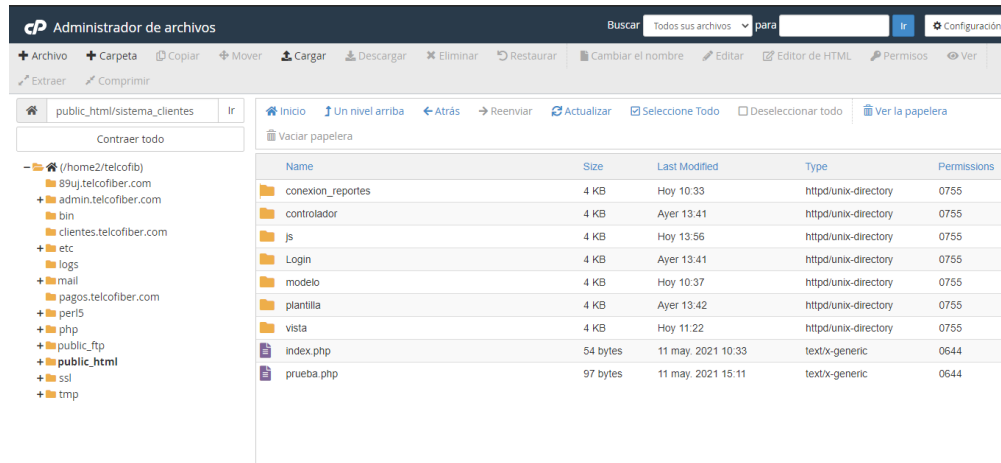 cP Administrador de archivos Buscar Todos sus archivos para Ir Configuración
Archivo Carpeta Copiar Mover Cargar Descargar Eliminar Restaurar Cambiar el nombre Editar Editor de HTML Permisos Ver
Extraer Comprimir
public_html/sistema_clientes Ir Inicio Un nivel arriba Atrás Reenviar Actualizar Seleccione Todo Deseleccionar todo Ver la papelera
Vaciar papelera
Contraer todo
(/home2/telcofib)
89uj.telcofiber.com
admin.telcofiber.com
bin
clientes.telcofiber.com
etc
logs
mail
pagos.telcofiber.com
perl5
php
public_ftp
public_html
ssl
tmp
Name Size Last Modified Type Permissions
conexion_reportes 4 KB Hoy 10:33 httpd/unix-directory 0755
controlador 4 KB Ayer 13:41 httpd/unix-directory 0755
js 4 KB Hoy 13:56 httpd/unix-directory 0755
Login 4 KB Ayer 13:41 httpd/unix-directory 0755
modelo 4 KB Hoy 10:37 httpd/unix-directory 0755
plantilla 4 KB Ayer 13:42 httpd/unix-directory 0755
vista 4 KB Hoy 11:22 httpd/unix-directory 0755
index.php 54 bytes 11 may. 2021 10:33 text/x-generic 0644
prueba.php 97 bytes 11 may. 2021 15:11 text/x-generic 0644